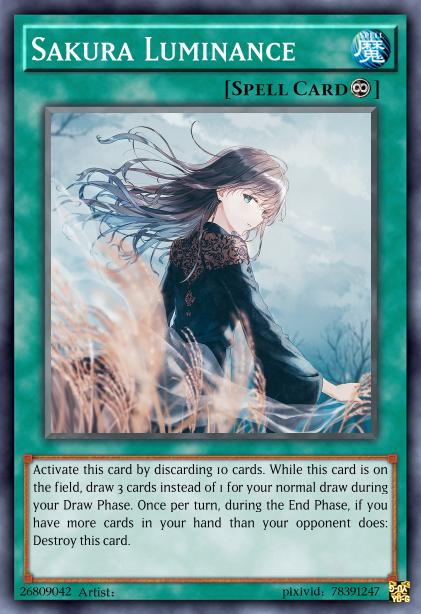 Sakura Luminance
SPELL
魔
[Spell Card]
Activate this card by discarding 10 cards. While this card is on
the field, draw 3 cards instead of 1 for your normal draw during
your Draw Phase. Once per turn, during the End Phase, if you
have more cards in your hand than your opponent does:
Destroy this card.
26809042 Artist:
pixivid: 78391247